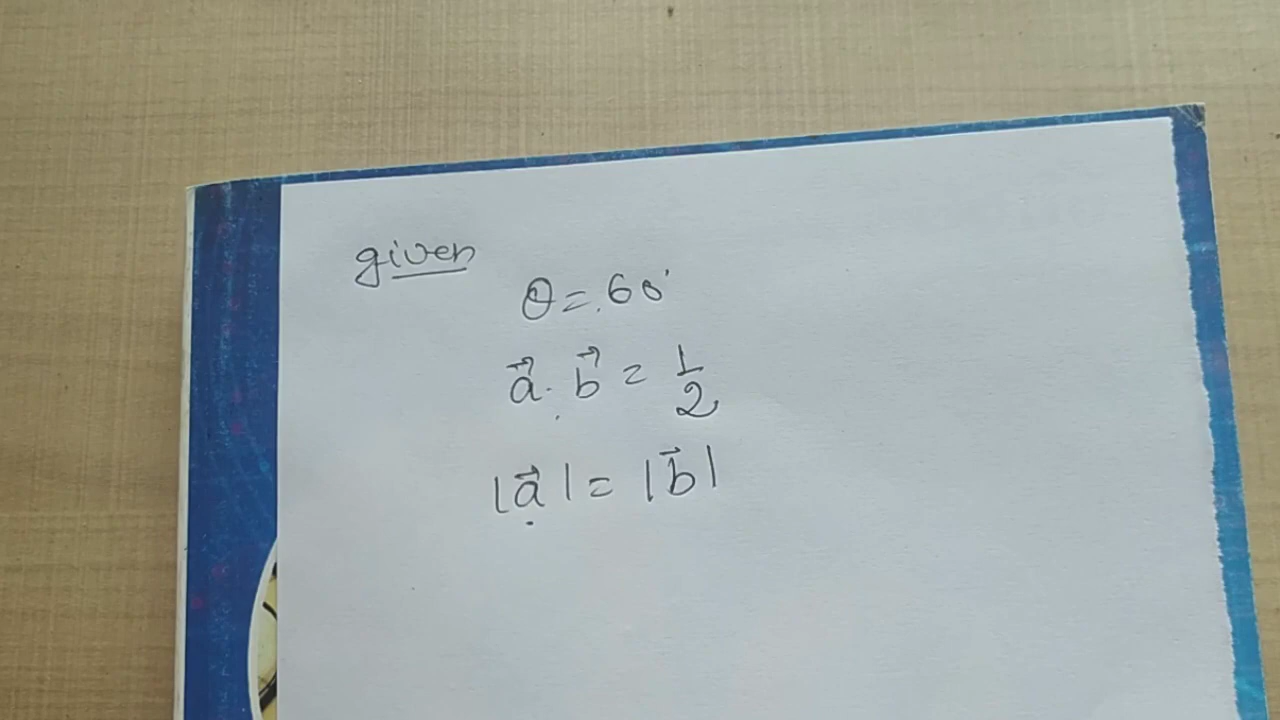 given
θ = 60°
a⃗ · b⃗ = 1/2
|a⃗| = |b⃗|